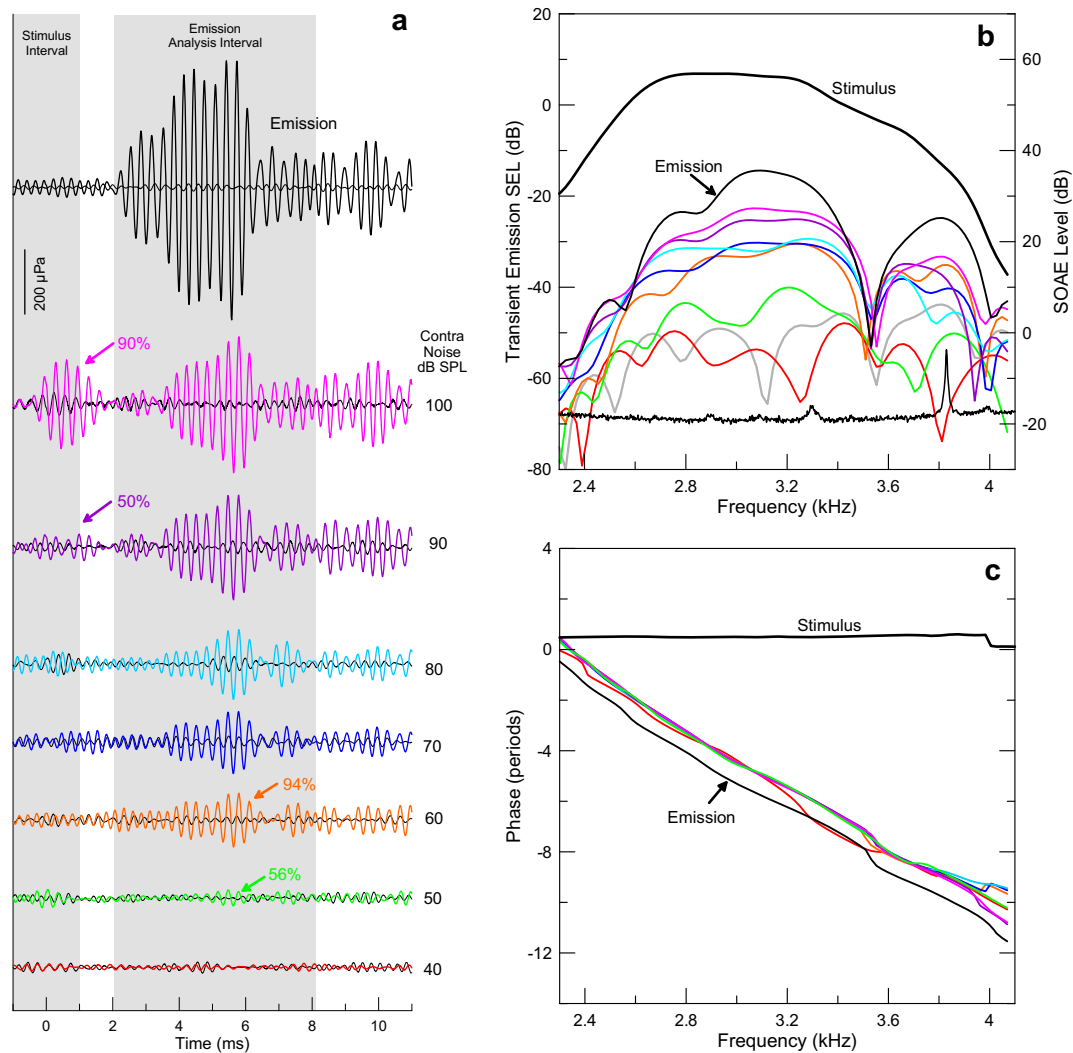 a
Stimulus
Interval
Emission
Analysis Interval
Emission
200 µPa
90%
Contra
Noise
dB SPL
100
50%
90
80
70
94%
60
56%
50
40
0
2
4
6
8
10
Time (ms)
b
20
0
-20
-40
-60
-80
Transient Emission SEL (dB)
Stimulus
Emission
60
40
20
0
-20
SOAE Level (dB)
2.4
2.8
3.2
3.6
4
Frequency (kHz)
c
4
0
-4
-8
-12
Phase (periods)
Stimulus
Emission
2.4
2.8
3.2
3.6
4
Frequency (kHz)